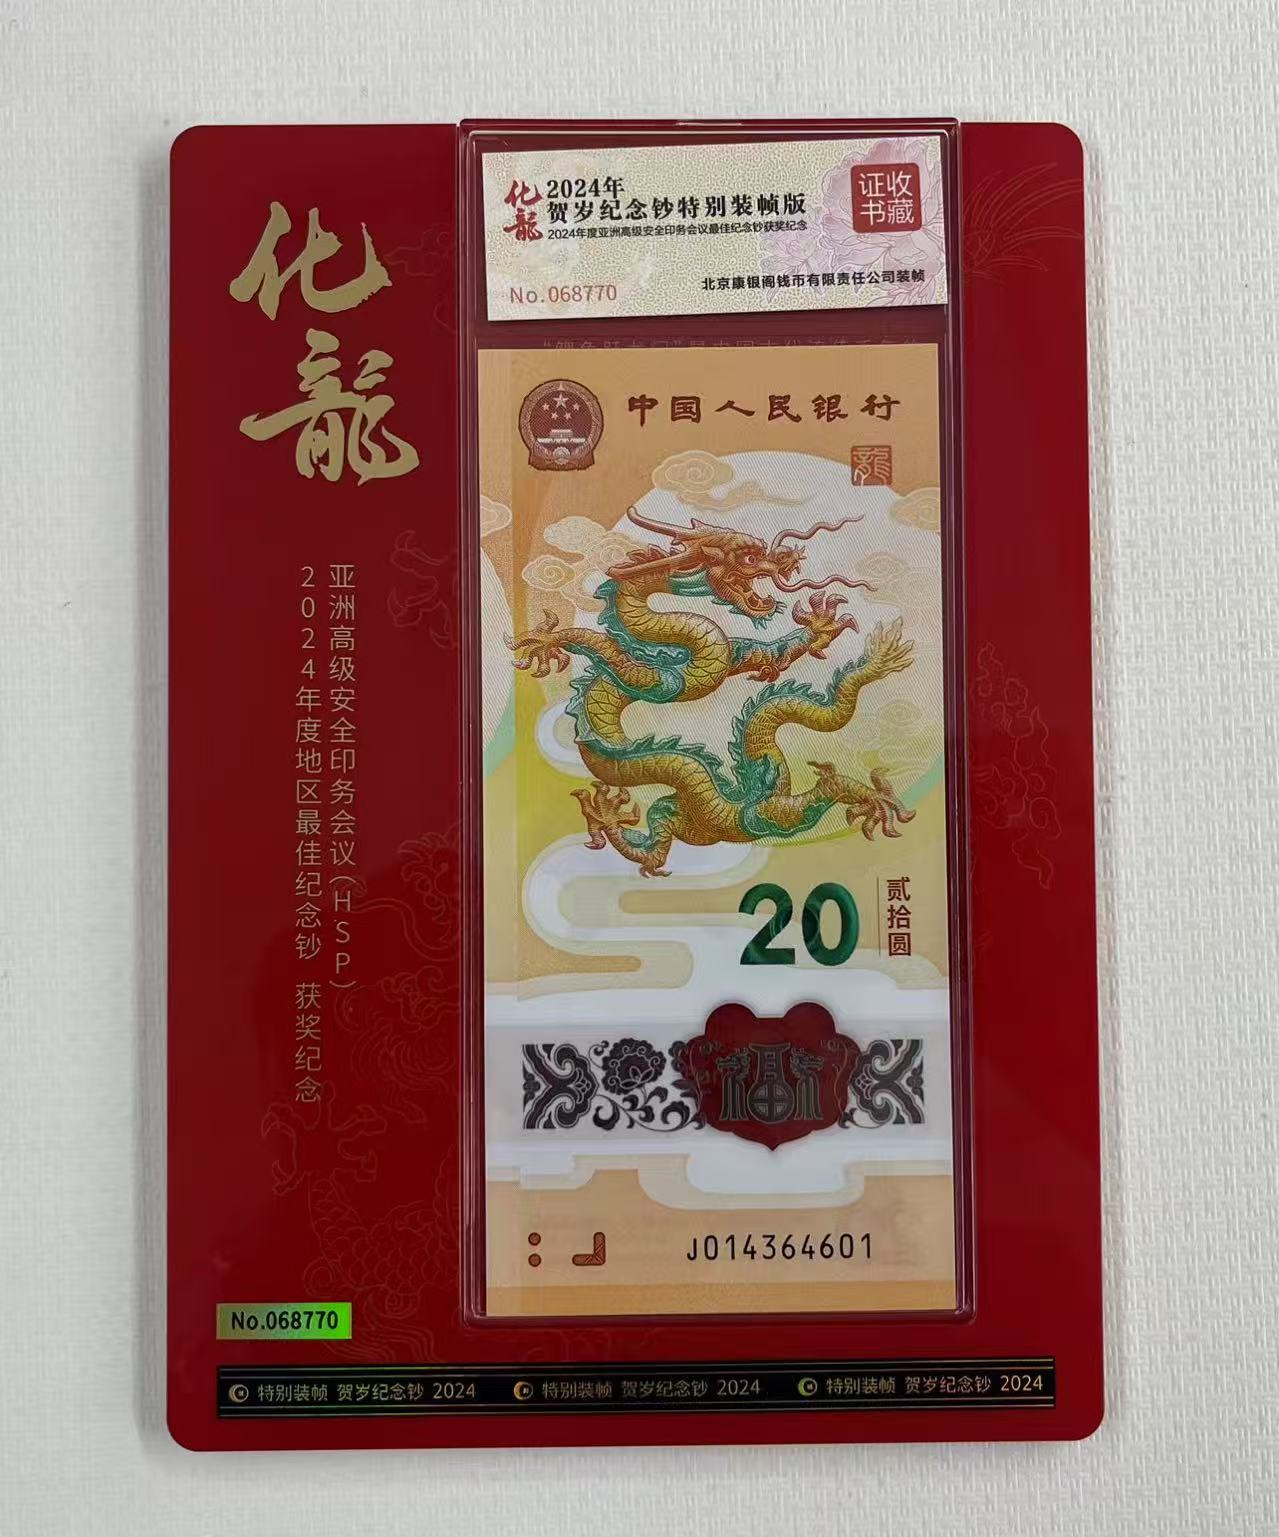 化龍
亚洲高级安全印务会议(HSP)
2024年度地区最佳纪念钞 获奖纪念
No.068770
特别装帧 贺岁纪念钞 2024
特别装帧 贺岁纪念钞 2024
特别装帧 贺岁纪念钞 2024
化龍
2024年
贺岁纪念钞特别装帧版
2024年度亚洲高级安全印务会议最佳纪念钞获奖纪念
收藏
证书
No.068770
北京康银阁钱币有限责任公司装帧
中国人民银行
龍
20
贰拾圆
福
J014364601